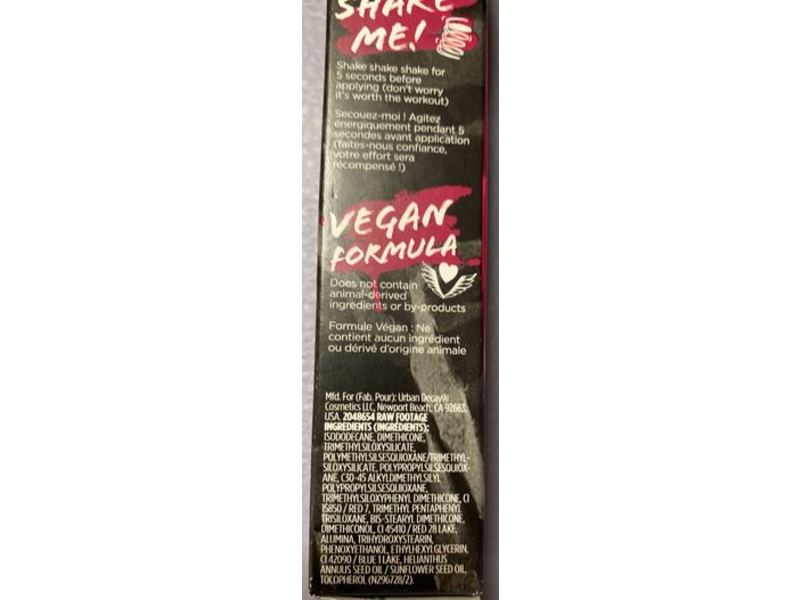 SHAKE
ME!
Shake shake shake for
5 seconds before
applying (don't worry
it's worth the workout)
Secouez-moi ! Agitez
énergiquement pendant 5
secondes avant application
(faites-nous confiance,
votre effort sera
récompensé !)
VEGAN
FORMULA
Does not contain
animal-derived
ingredients or by-products
Formule Végan : Ne
contient aucun ingrédient
ou dérivé d'origine animale
Mfd. For (Fab. Pour): Urban Decay®
Cosmetics LLC, Newport Beach, CA 92663,
USA. 2048654 RAW FOOTAGE
INGREDIENTS (INGRÉDIENTS):
ISODODECANE, DIMETHICONE,
TRIMETHYLSILOXYSILICATE,
POLYMETHYLSILSESQUIOXANE/TRIMETHYL-
SILOXYSILICATE, POLYPROPYLSILSESQUIOX-
ANE, C30-45 ALKYLDIMETHYLSILYL
POLYPROPYLSILSESQUIOXANE,
TRIMETHYLSILOXYPHENYL DIMETHICONE, CI
15850 / RED 7, TRIMETHYL PENTAPHENYL
TRISILOXANE, BIS-STEARYL DIMETHICONE,
DIMETHICONOL, CI 45410 / RED 28 LAKE,
ALUMINA, TRIHYDROXYSTEARIN,
PHENOXYETHANOL, ETHYLHEXYLGLYCERIN,
CI 42090 / BLUE 1 LAKE, HELIANTHUS
ANNUUS SEED OIL / SUNFLOWER SEED OIL,
TOCOPHEROL (N296728/2).